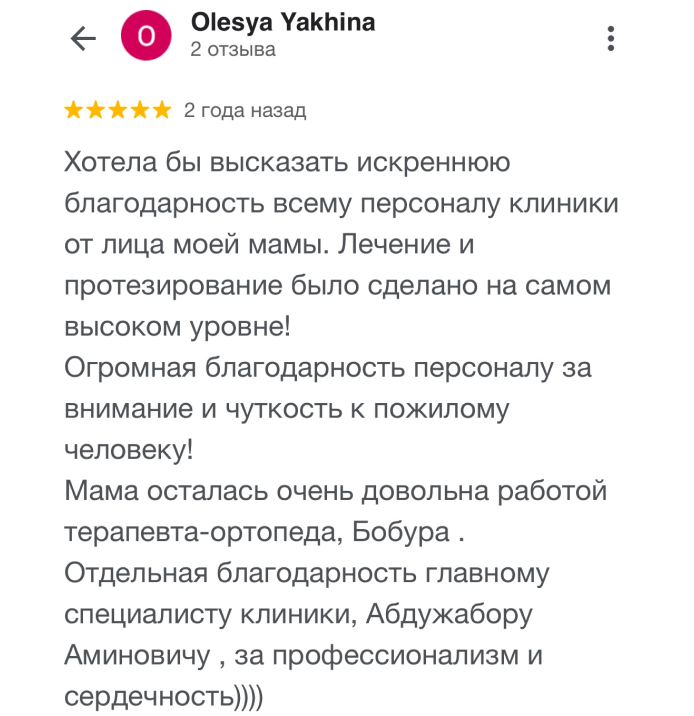 Olesya Yakhina
O
2 отзыва
2 года назад
Хотела бы высказать искреннюю
благодарность всему персоналу клиники
от лица моей мамы. Лечение и
протезирование было сделано на самом
высоком уровне!
Огромная благодарность персоналу за
внимание и чуткость к пожилому
человеку!
Мама осталась очень довольна работой
терапевта-ортопеда, Бобура .
Отдельная благодарность главному
специалисту клиники, Абдужабору
Аминовичу , за профессионализм и
сердечность))))